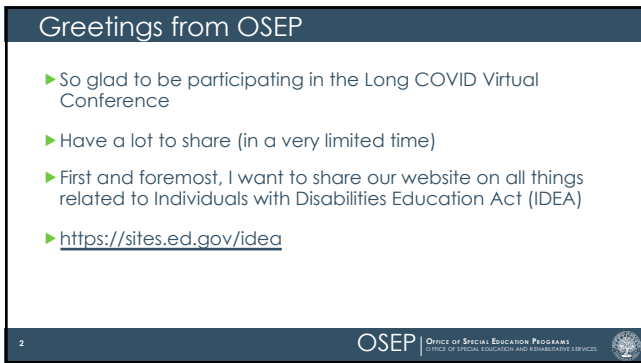 Greetings from OSEP
So glad to be participating in the Long COVID Virtual
Conference
Have a lot to share (in a very limited time)
First and foremost, I want to share our website on all things
related to Individuals with Disabilities Education Act (IDEA)
https://sites.ed.gov/idea
2
OSEP
OFFICE OF SPECIAL EDUCATION PROGRAMS
OFFICE OF SPECIAL EDUCATION AND REHABILITATIVE SERVICES